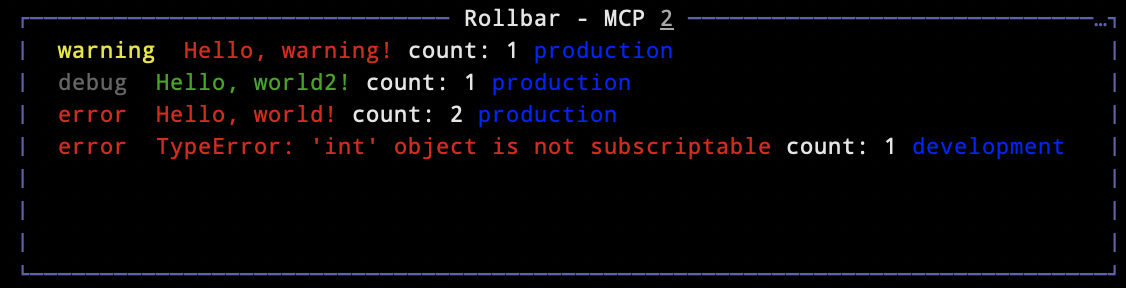 Rollbar - MCP 2 …
warning Hello, warning! count: 1 production
debug Hello, world2! count: 1 production
error Hello, world! count: 2 production
error TypeError: 'int' object is not subscriptable count: 1 development